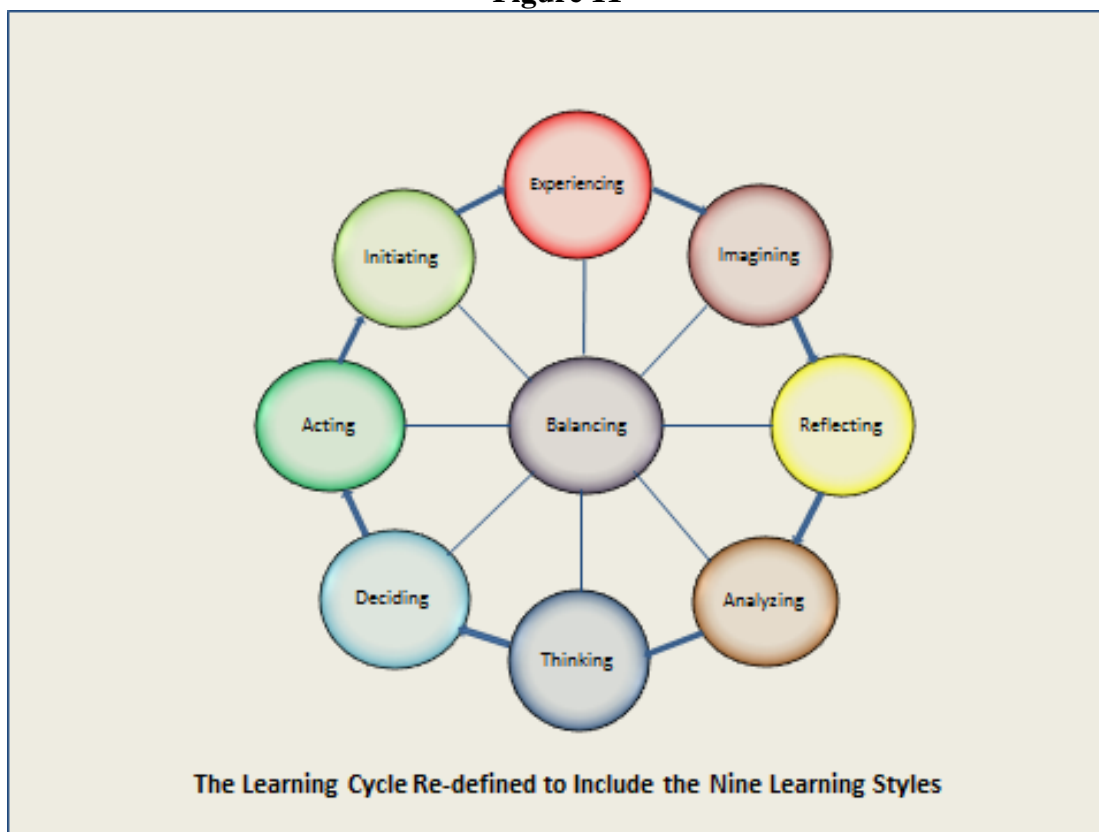 Experiencing
Imagining
Initiating
Reflecting
Balancing
Acting
Analyzing
Deciding
Thinking
The Learning Cycle Re-defined to Include the Nine Learning Styles